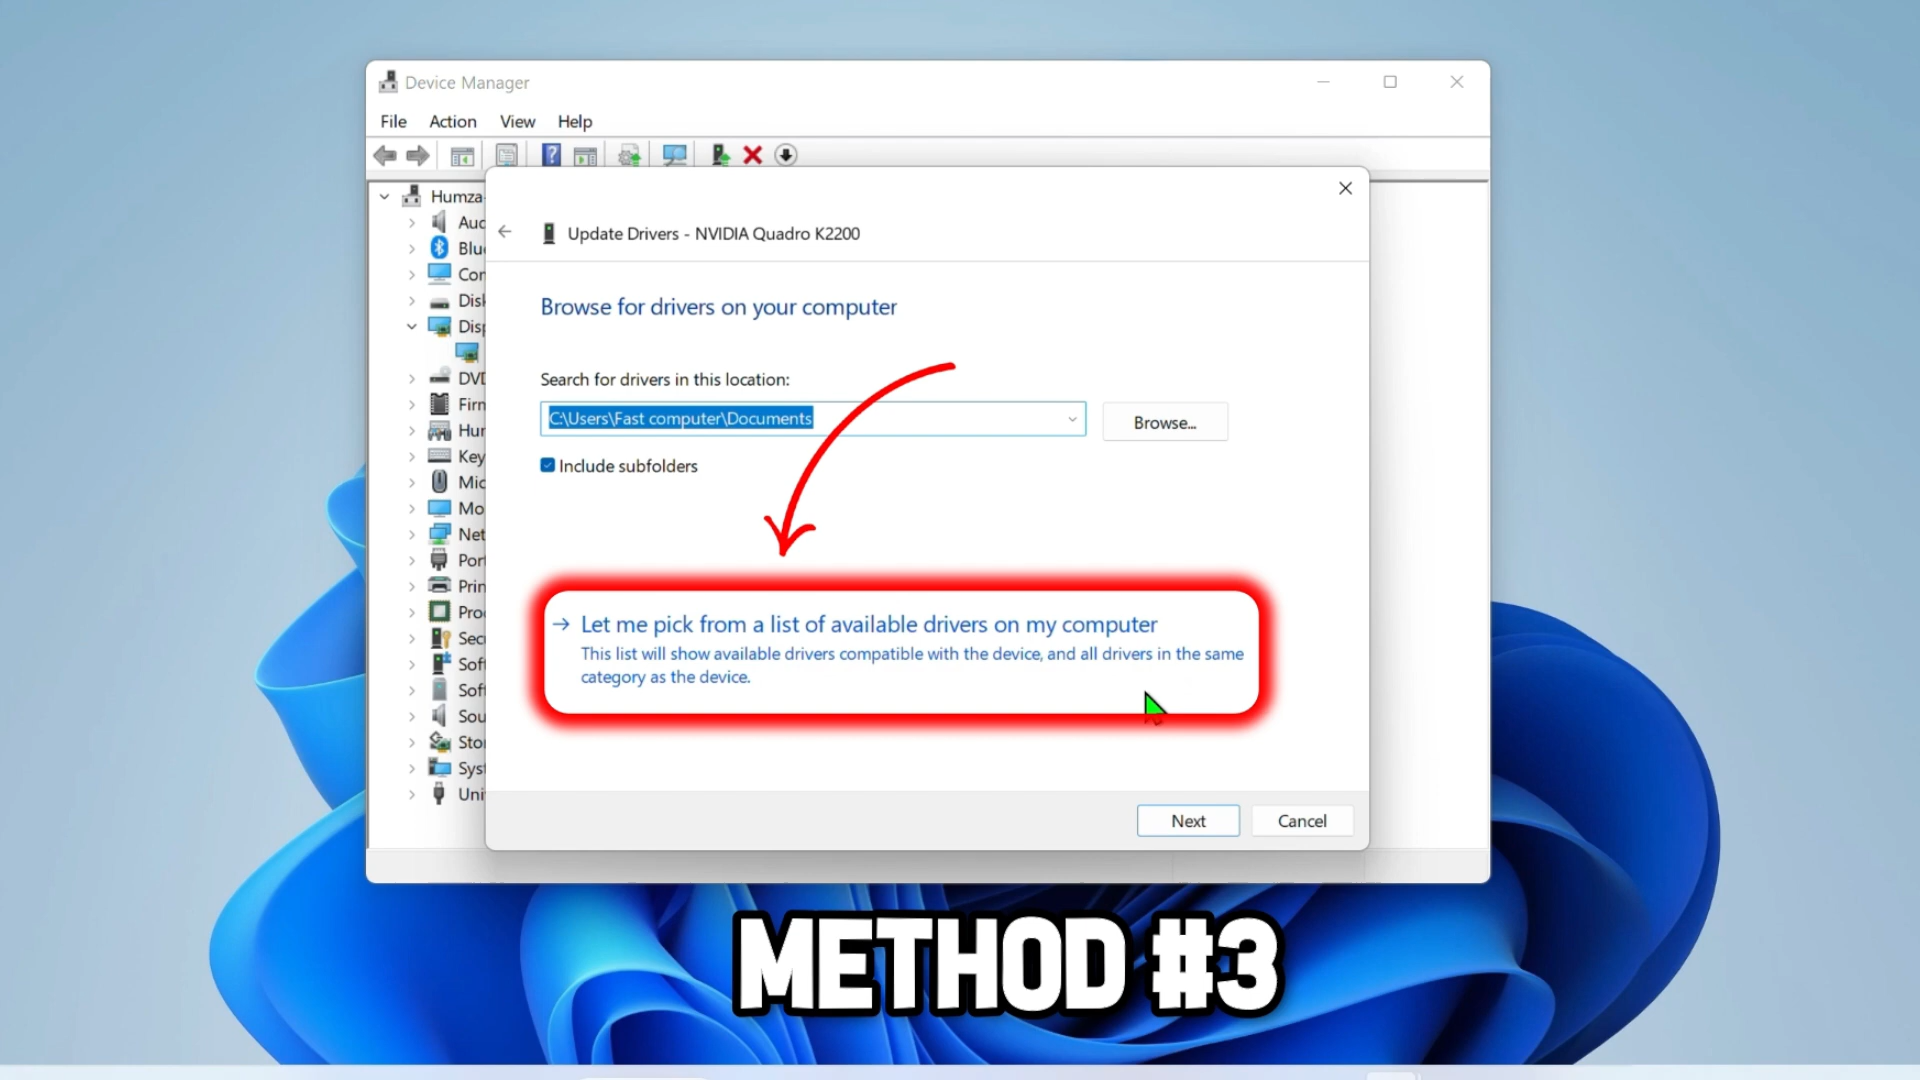 Device Manager
File Action View Help
Humza
Update Drivers - NVIDIA Quadro K2200
Browse for drivers on your computer
Search for drivers in this location:
C:\Users\Fast computer\Documents
Browse...
Include subfolders
Let me pick from a list of available drivers on my computer
This list will show available drivers compatible with the device, and all drivers in the same
category as the device.
Next Cancel
METHOD #3